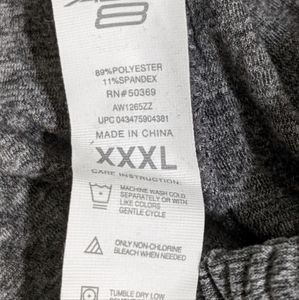 8
89%POLYESTER
11%SPANDEX
RN#50369
AW1265ZZ
UPC 043475904381
MADE IN CHINA
XXXL
CARE INSTRUCTION:
MACHINE WASH COLD
SEPARATELY OR WITH
LIKE COLORS
GENTLE CYCLE
ONLY NON-CHLORINE
BLEACH WHEN NEEDED
TUMBLE DRY LOW